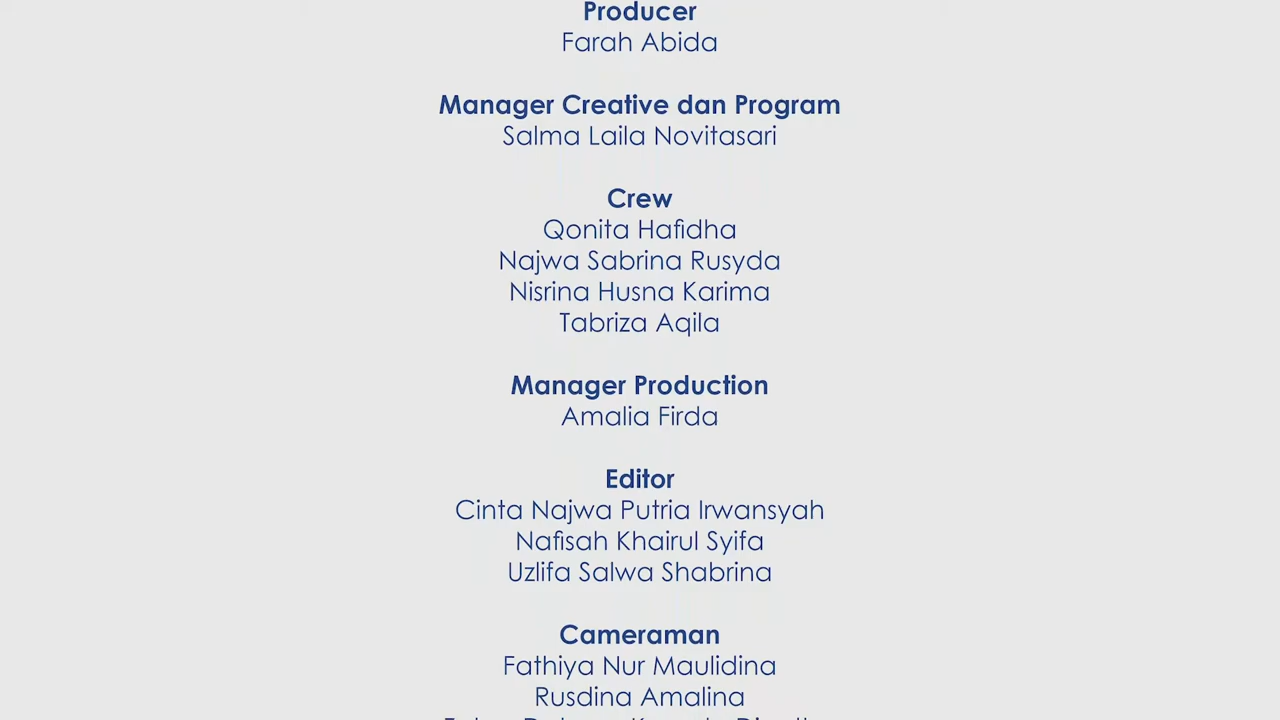 Producer
Farah Abida
Manager Creative dan Program
Salma Laila Novitasari
Crew
Qonita Hafidha
Najwa Sabrina Rusyda
Nisrina Husna Karima
Tabriza Aqila
Manager Production
Amalia Firda
Editor
Cinta Najwa Putria Irwansyah
Nafisah Khairul Syifa
Uzlifa Salwa Shabrina
Cameraman
Fathiya Nur Maulidina
Rusdina Amalina